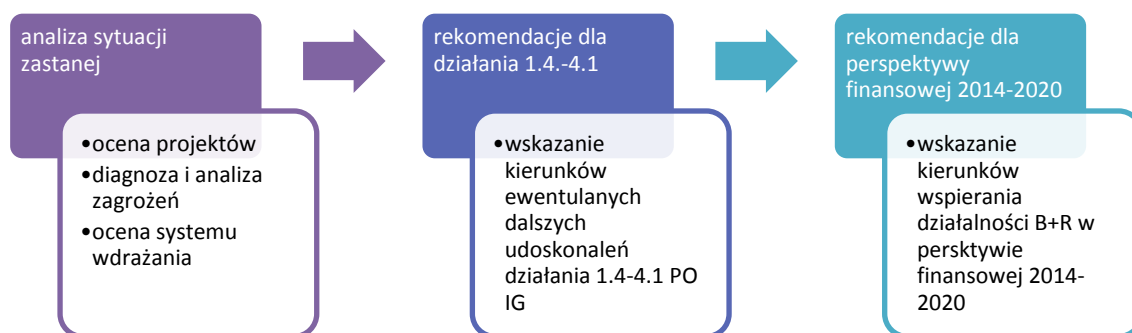 analiza sytuacji
zastanej
•ocena projektów
•diagnoza i analiza
zagrożeń
•ocena systemu
wdrażania
rekomendacje dla
działania 1.4.-4.1
•wskazanie
kierunków
ewentulanych
dalszych
udoskonaleń
działania 1.4-4.1 PO
IG
rekomendacje dla
perspektywy
finansowej 2014-2020
•wskazanie
kierunków
wspierania
działalności B+R w
persktywie
finansowej 2014-
2020